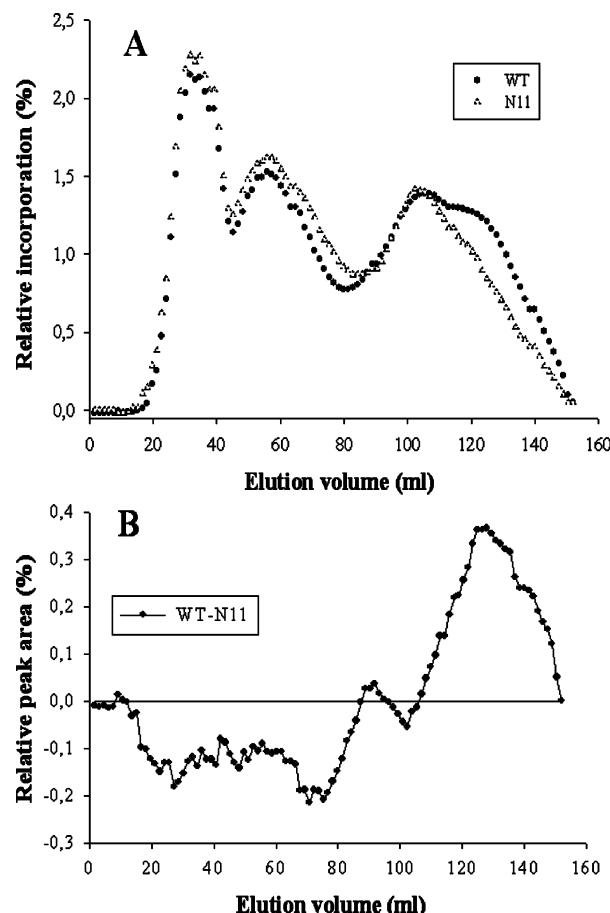 A
2,5
2,0
1,5
1,0
0,5
0,0
Relative incorporation (%)
WT
N11
0 20 40 60 80 100 120 140 160
Elution volume (ml)
B
0,4
0,3
0,2
0,1
0,0
-0,1
-0,2
-0,3
Relative peak area (%)
WT-N11
0 20 40 60 80 100 120 140 160
Elution volume (ml)